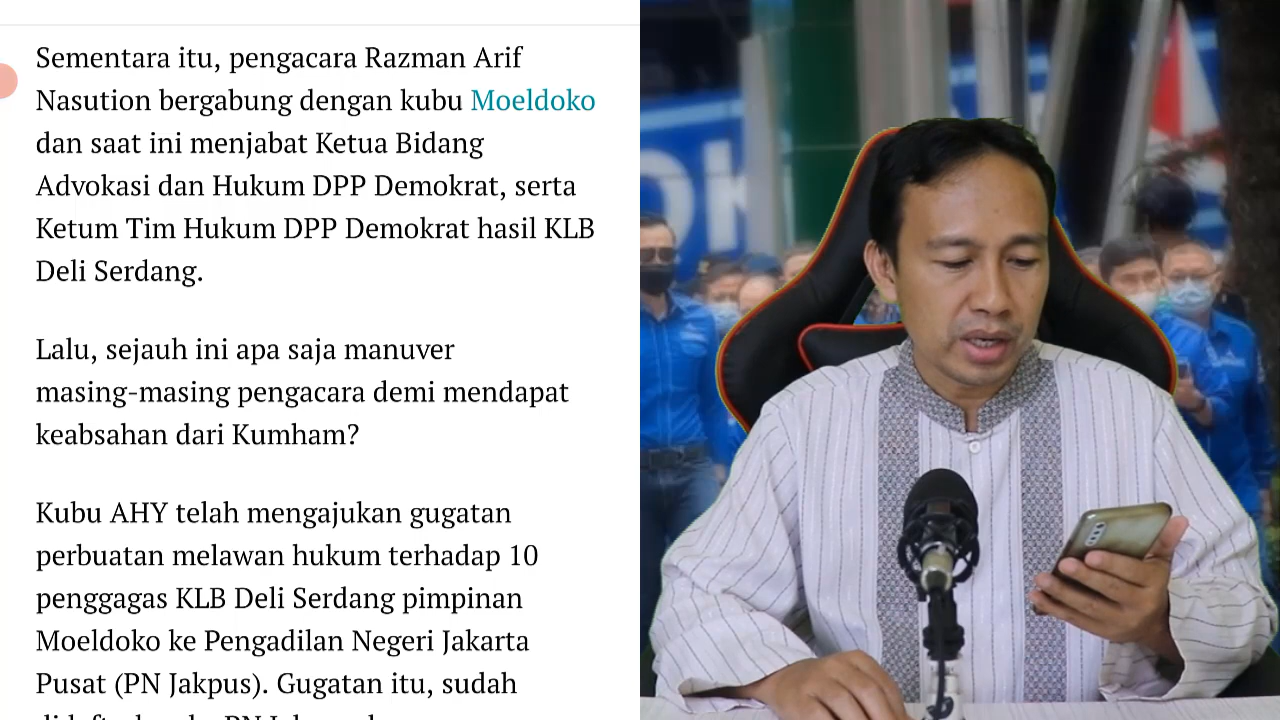 Sementara itu, pengacara Razman Arif
Nasution bergabung dengan kubu Moeldoko
dan saat ini menjabat Ketua Bidang
Advokasi dan Hukum DPP Demokrat, serta
Ketum Tim Hukum DPP Demokrat hasil KLB
Deli Serdang.
Lalu, sejauh ini apa saja manuver
masing-masing pengacara demi mendapat
keabsahan dari Kumham?
Kubu AHY telah mengajukan gugatan
perbuatan melawan hukum terhadap 10
penggagas KLB Deli Serdang pimpinan
Moeldoko ke Pengadilan Negeri Jakarta
Pusat (PN Jakpus). Gugatan itu, sudah